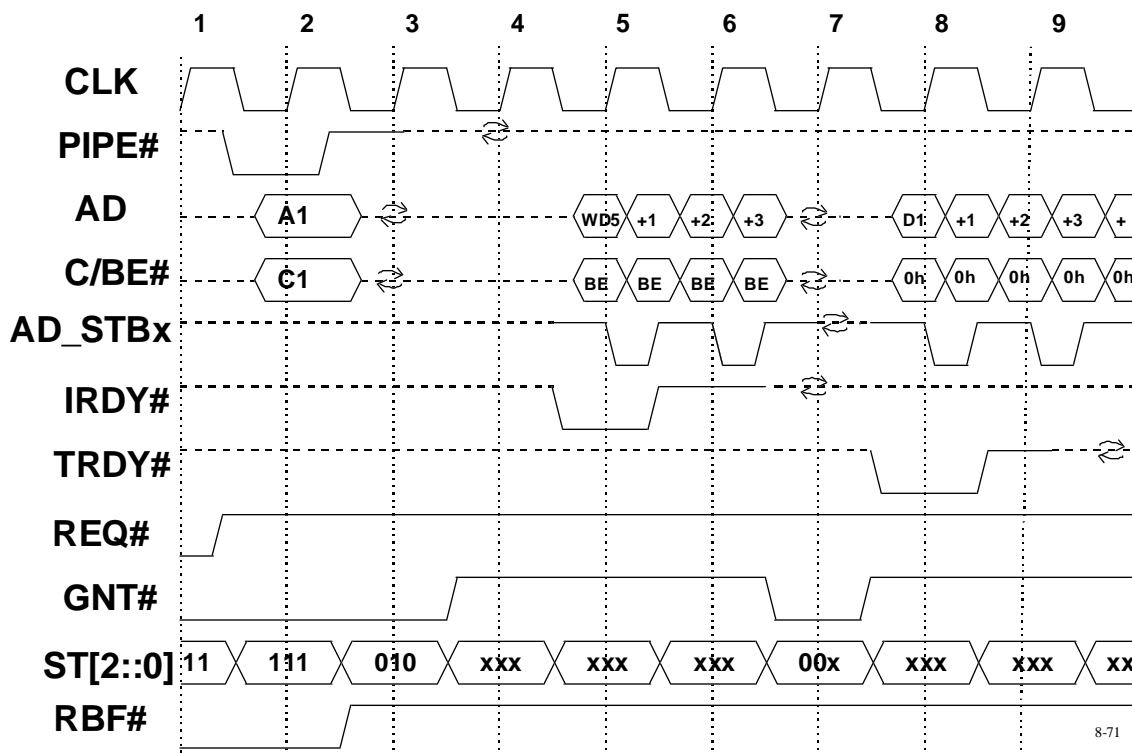 1 2 3 4 5 6 7 8 9
CLK
PIPE#
AD A1 WD5 +1 +2 +3 D1 +1 +2 +3 +
C/BE# C1 BE BE BE BE 0h 0h 0h 0h 0h
AD_STBx
IRDY#
TRDY#
REQ#
GNT#
ST[2::0] 11 111 010 xxx xxx xxx 00x xxx xxx xx
RBF#
8-71